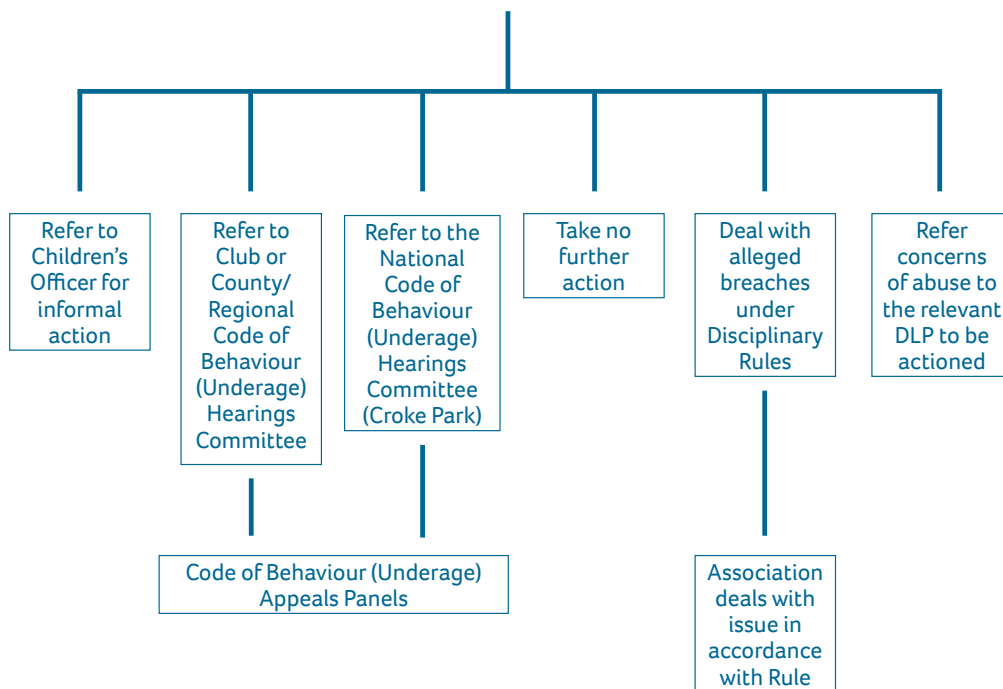 Refer to
Children's
Officer for
informal
action
Refer to
Club or
County/
Regional
Code of
Behaviour
(Underage)
Hearings
Committee
Refer to the
National
Code of
Behaviour
(Underage)
Hearings
Committee
(Croke Park)
Take no
further
action
Deal with
alleged
breaches
under
Disciplinary
Rules
Refer
concerns
of abuse to
the relevant
DLP to be
actioned
Code of Behaviour (Underage)
Appeals Panels
Association
deals with
issue in
accordance
with Rule